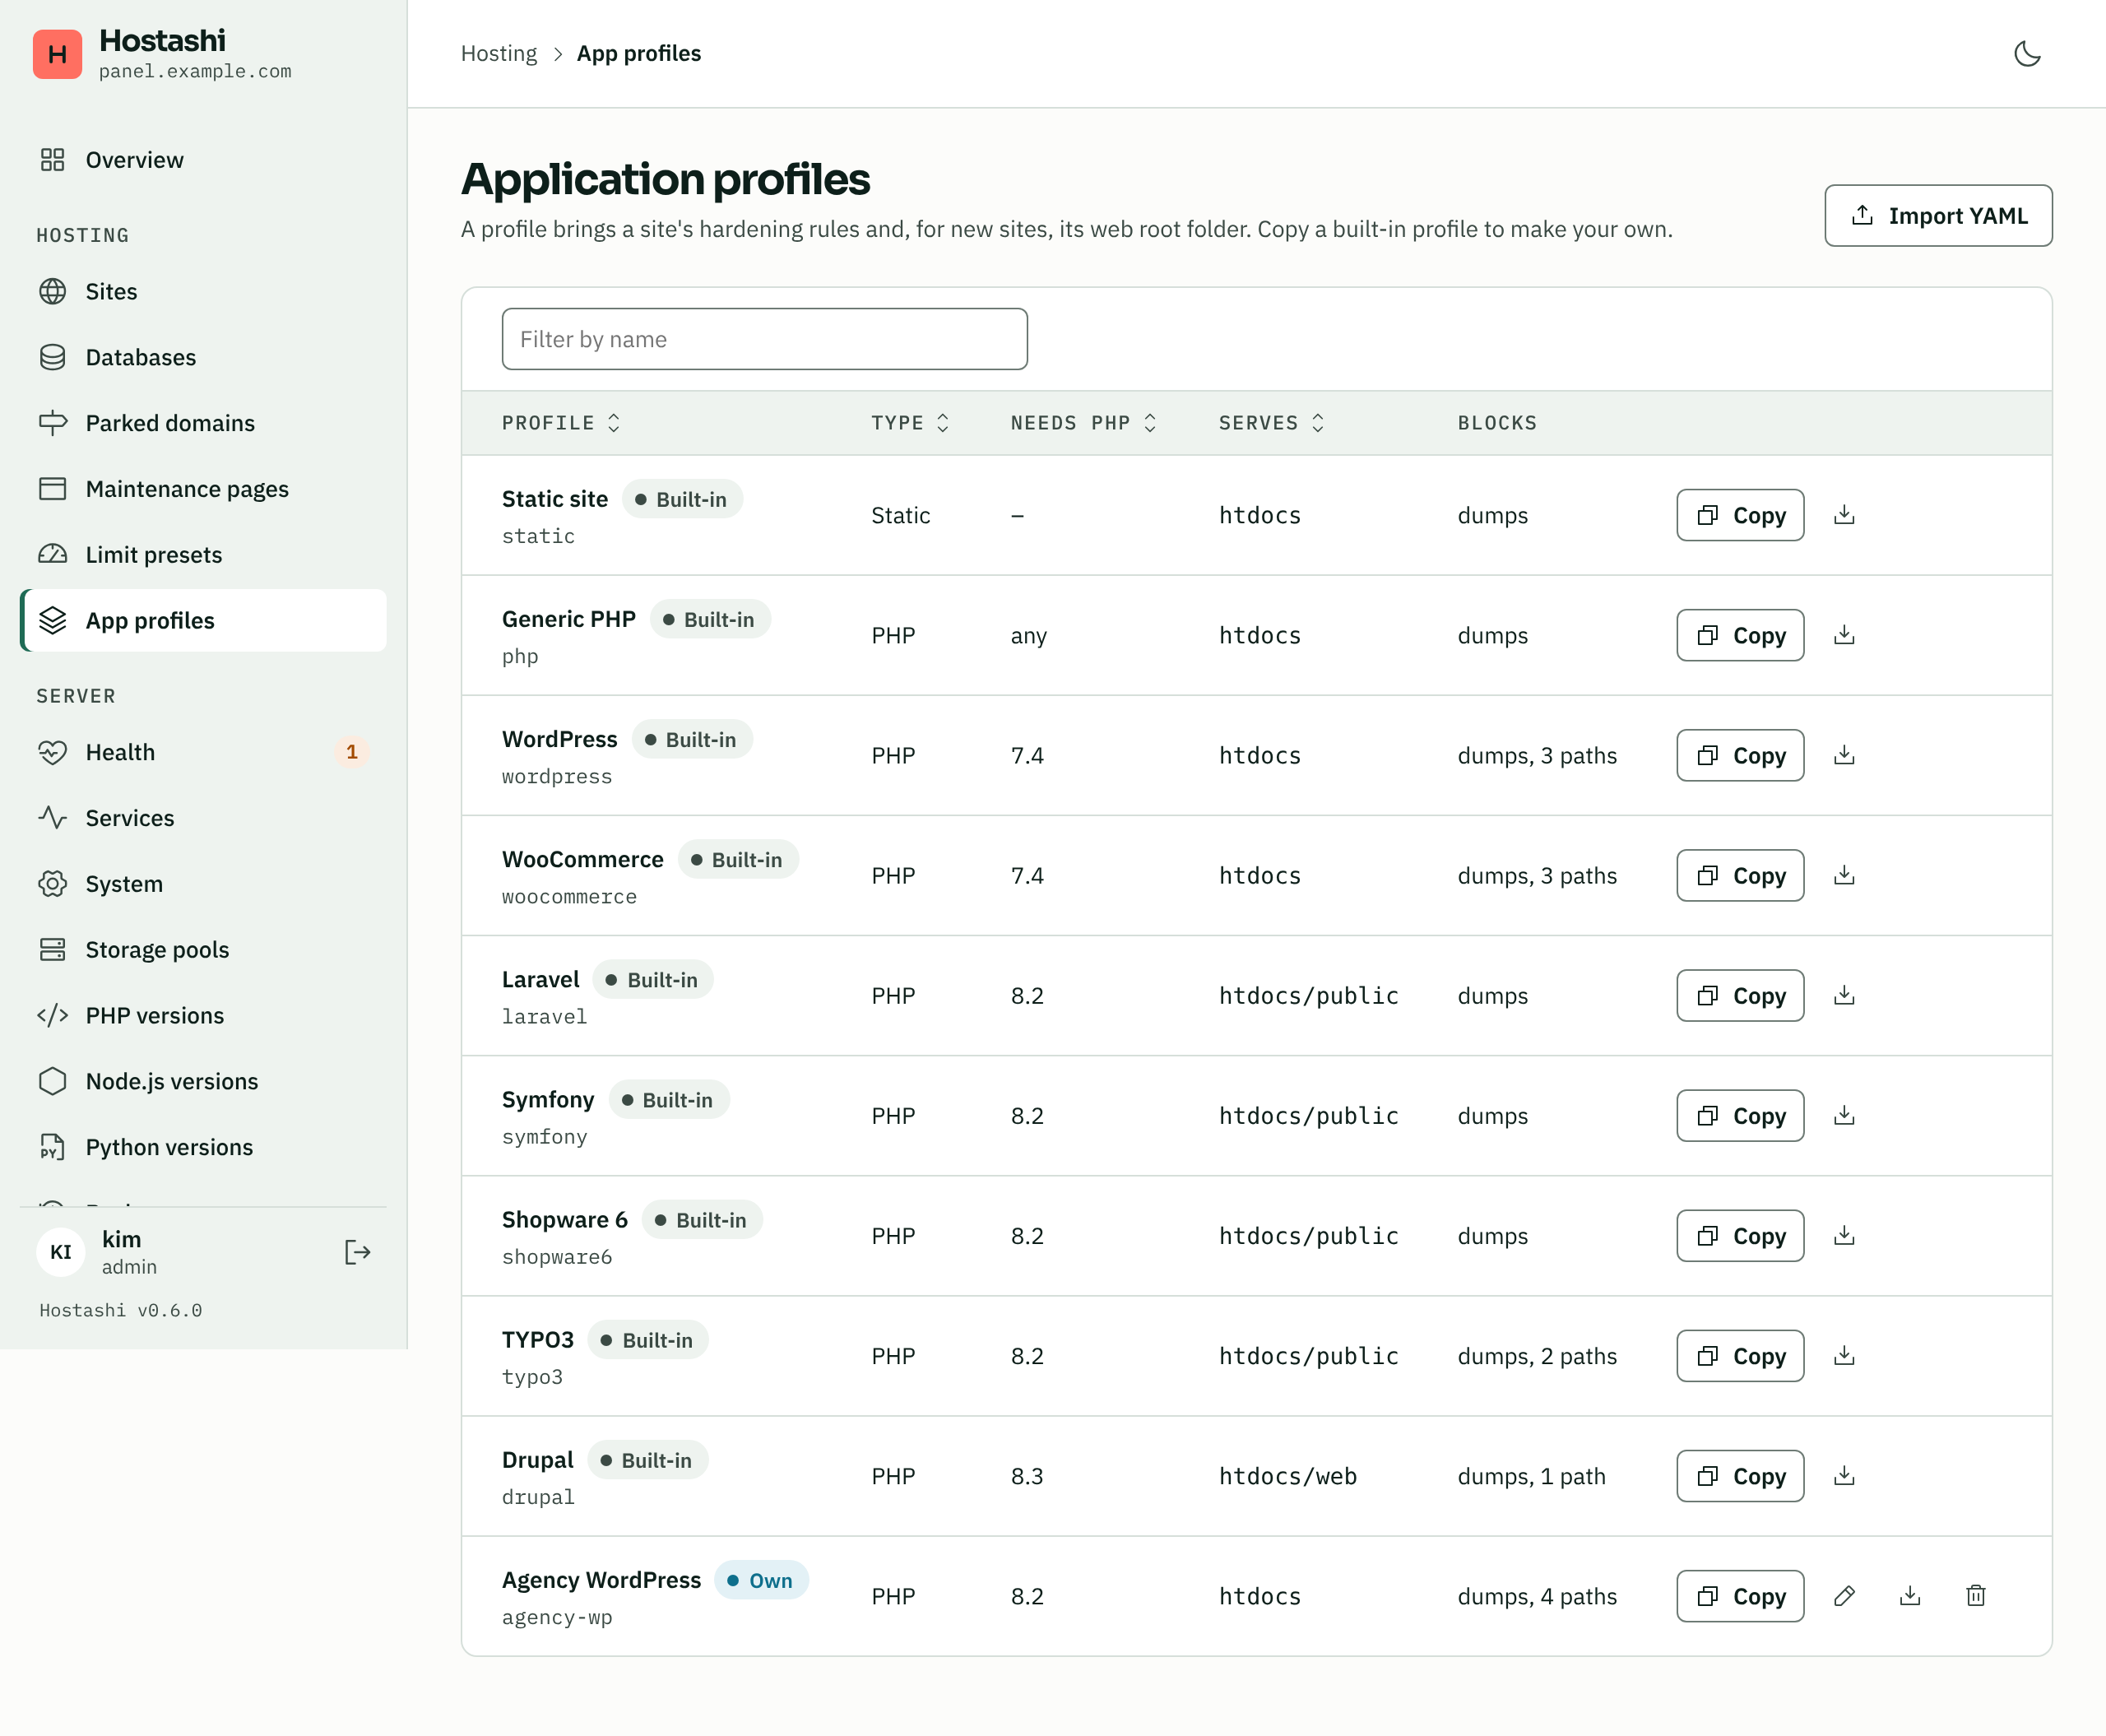 H
Hostashi
panel.example.com
Overview
HOSTING
Sites
Databases
Parked domains
Maintenance pages
Limit presets
App profiles
SERVER
Health 1
Services
System
Storage pools
PHP versions
Node.js versions
PY Python versions
KI
kim
admin
Hostashi v0.6.0
Hosting App profiles
Application profiles
A profile brings a site's hardening rules and, for new sites, its web root folder. Copy a built-in profile to make your own.
Import YAML
Filter by name
PROFILE TYPE NEEDS PHP SERVES BLOCKS
Static site Built-in
static
Static – htdocs dumps Copy
Generic PHP Built-in
php
PHP any htdocs dumps Copy
WordPress Built-in
wordpress
PHP 7.4 htdocs dumps, 3 paths Copy
WooCommerce Built-in
woocommerce
PHP 7.4 htdocs dumps, 3 paths Copy
Laravel Built-in
laravel
PHP 8.2 htdocs/public dumps Copy
Symfony Built-in
symfony
PHP 8.2 htdocs/public dumps Copy
Shopware 6 Built-in
shopware6
PHP 8.2 htdocs/public dumps Copy
TYPO3 Built-in
typo3
PHP 8.2 htdocs/public dumps, 2 paths Copy
Drupal Built-in
drupal
PHP 8.3 htdocs/web dumps, 1 path Copy
Agency WordPress Own
agency-wp
PHP 8.2 htdocs dumps, 4 paths Copy